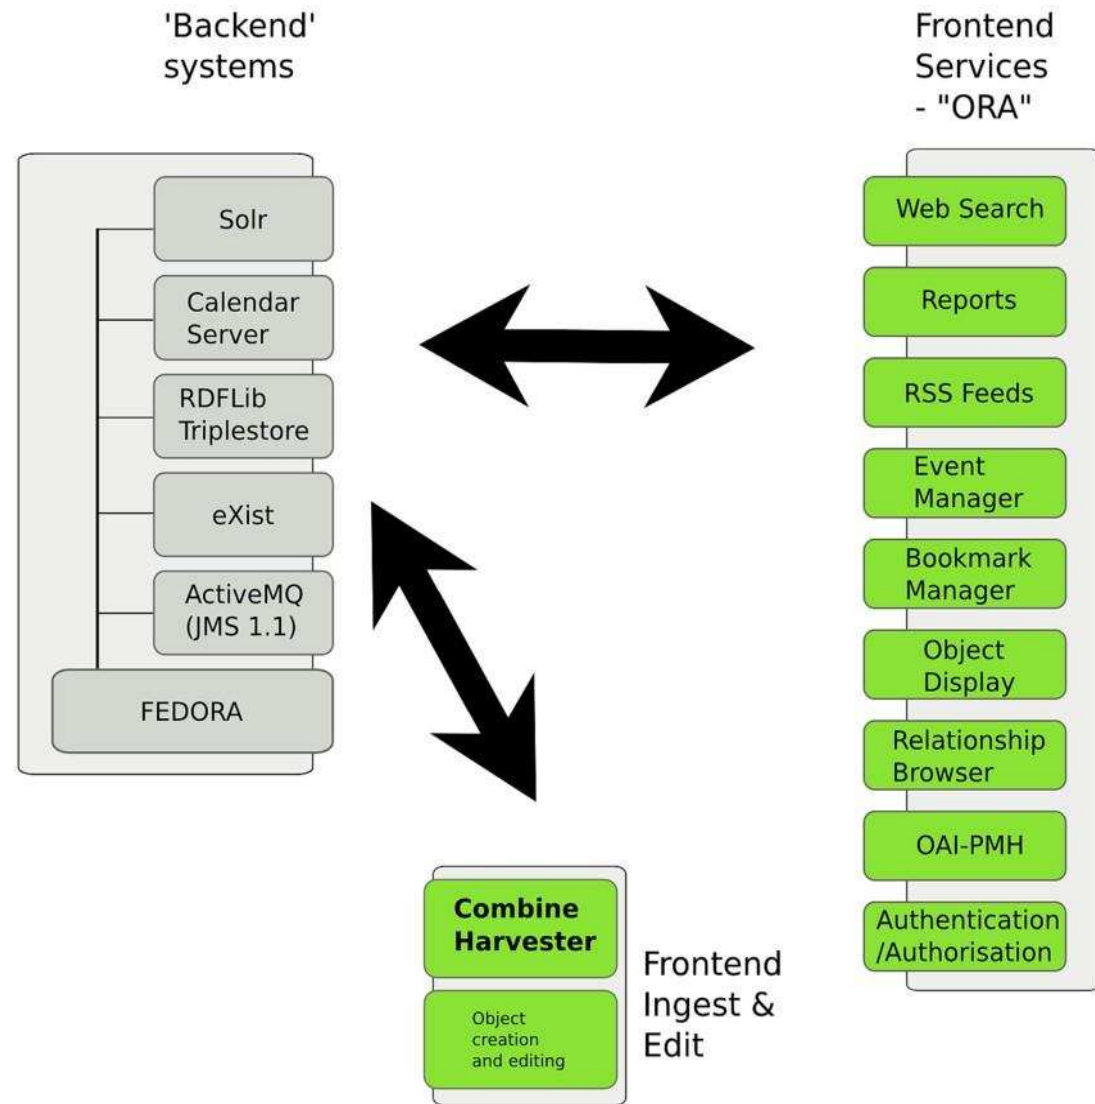 'Backend'
systems
Frontend
Services
- "ORA"
Solr
Calendar
Server
RDFLib
Triplestore
eXist
ActiveMQ
(JMS 1.1)
FEDORA
Web Search
Reports
RSS Feeds
Event
Manager
Bookmark
Manager
Object
Display
Relationship
Browser
OAI-PMH
Authentication
/Authorisation
Combine
Harvester
Object
creation
and editing
Frontend
Ingest &
Edit